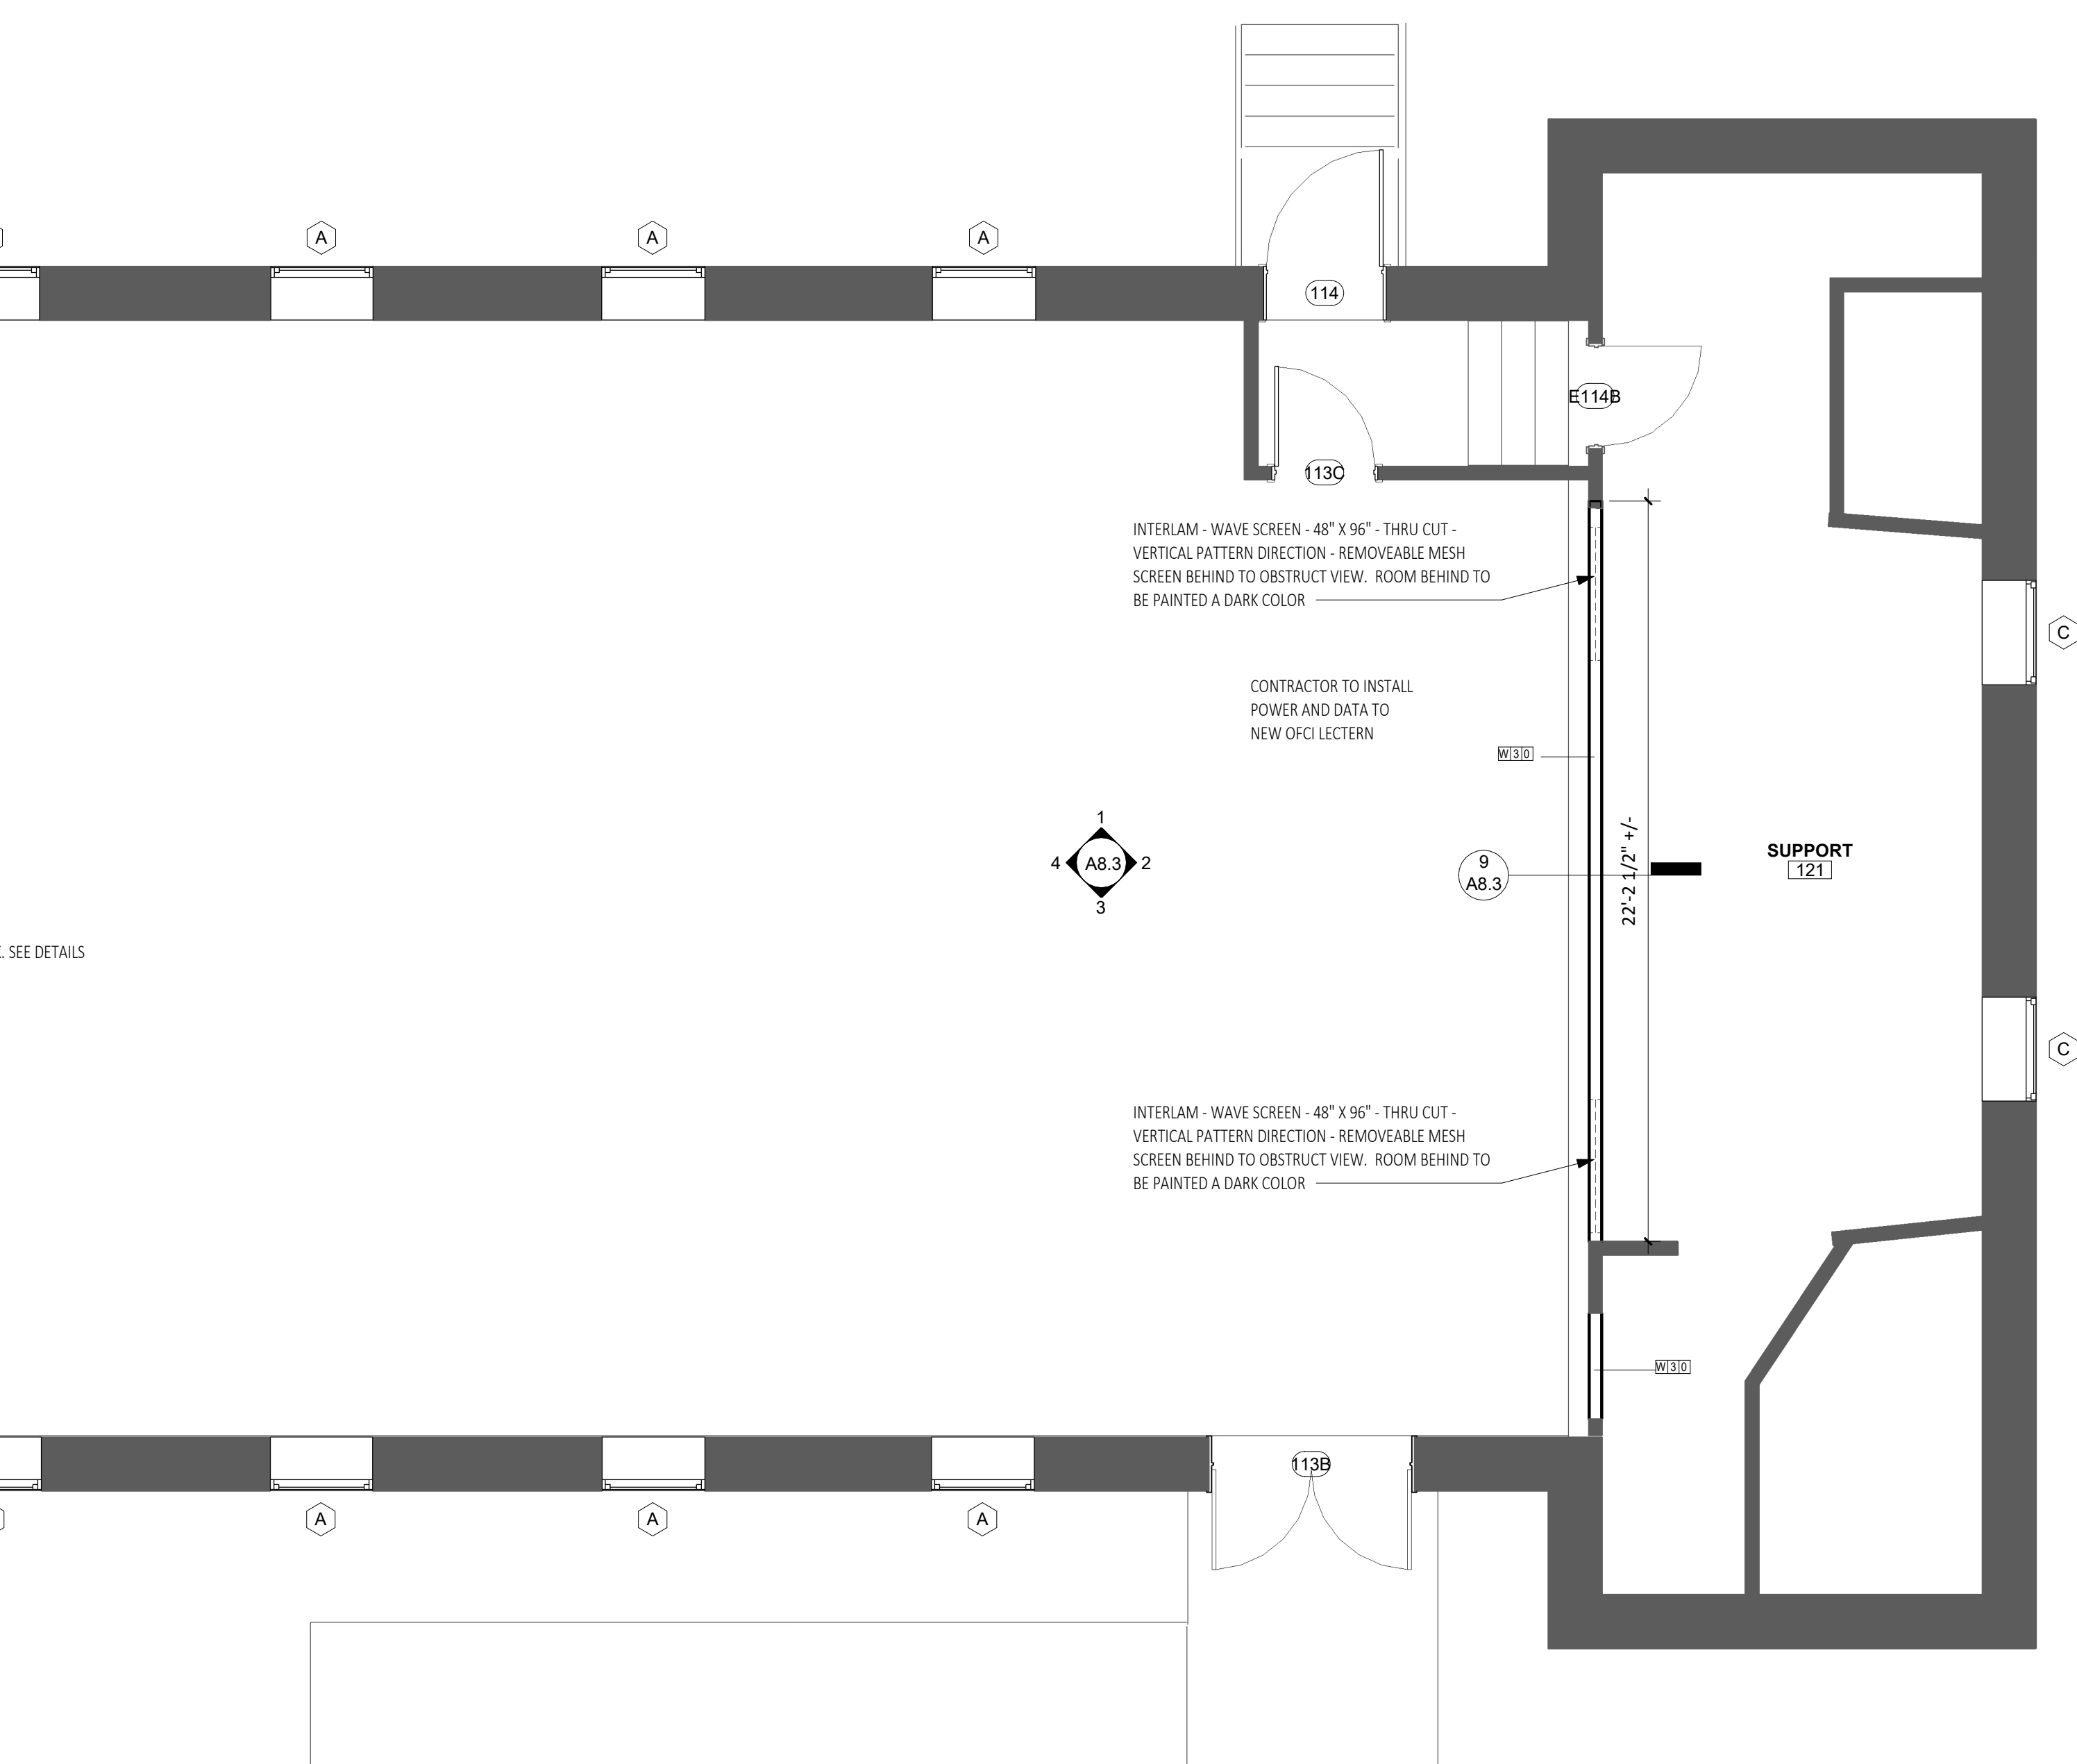 A
A
A
114
E114B
113C
INTERLAM - WAVE SCREEN - 48" X 96" - THRU CUT -
VERTICAL PATTERN DIRECTION - REMOVEABLE MESH
SCREEN BEHIND TO OBSTRUCT VIEW. ROOM BEHIND TO
BE PAINTED A DARK COLOR
C
CONTRACTOR TO INSTALL
POWER AND DATA TO
NEW OFCI LECTERN
W30
1
4 A8.3 2
3
9
A8.3
22'-2 1/2" +/-
SUPPORT
121
. SEE DETAILS
C
INTERLAM - WAVE SCREEN - 48" X 96" - THRU CUT -
VERTICAL PATTERN DIRECTION - REMOVEABLE MESH
SCREEN BEHIND TO OBSTRUCT VIEW. ROOM BEHIND TO
BE PAINTED A DARK COLOR
W30
113B
A
A
A